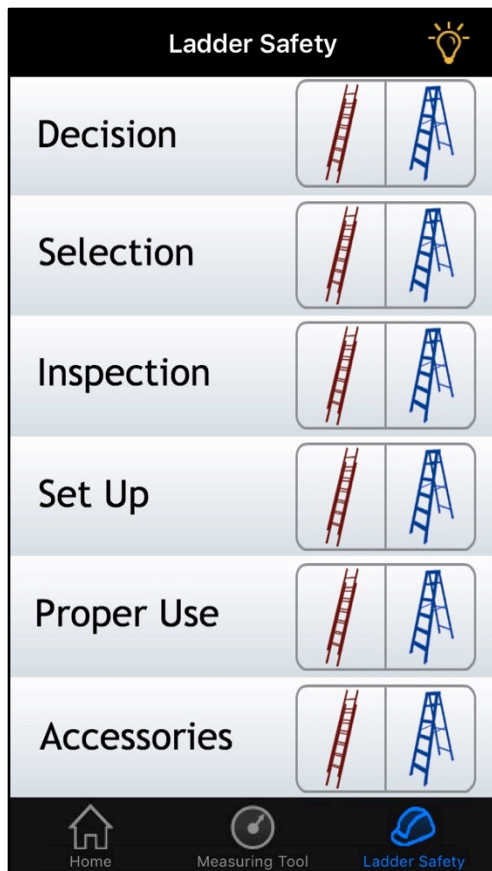 Ladder Safety
Decision
Selection
Inspection
Set Up
Proper Use
Accessories
Home Measuring Tool Ladder Safety